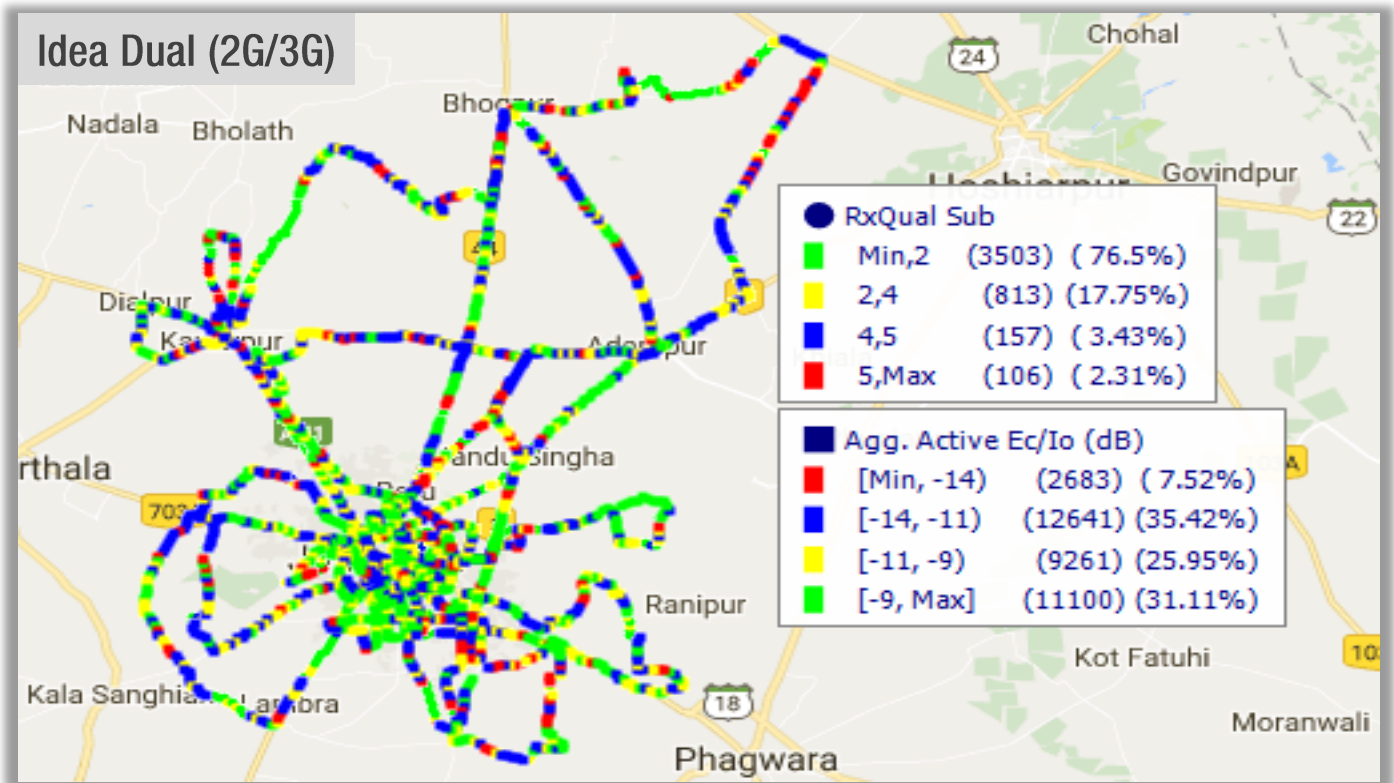 Idea Dual (2G/3G)
Chohal
24
Nadala
Bholath
Govindpur
Hoshiarpur
22
RxQual Sub
Min,2 (3503) ( 76.5%)
2,4 (813) (17.75%)
4,5 (157) ( 3.43%)
5,Max (106) ( 2.31%)
Dialpur
Agg. Active Ec/Io (dB)
[Min, -14) (2683) ( 7.52%)
[-14, -11) (12641) (35.42%)
[-11, -9) (9261) (25.95%)
[-9, Max] (11100) (31.11%)
Singha
rthala
703
Ranipur
Kot Fatuhi
Kala
18
Moranwali
Phagwara